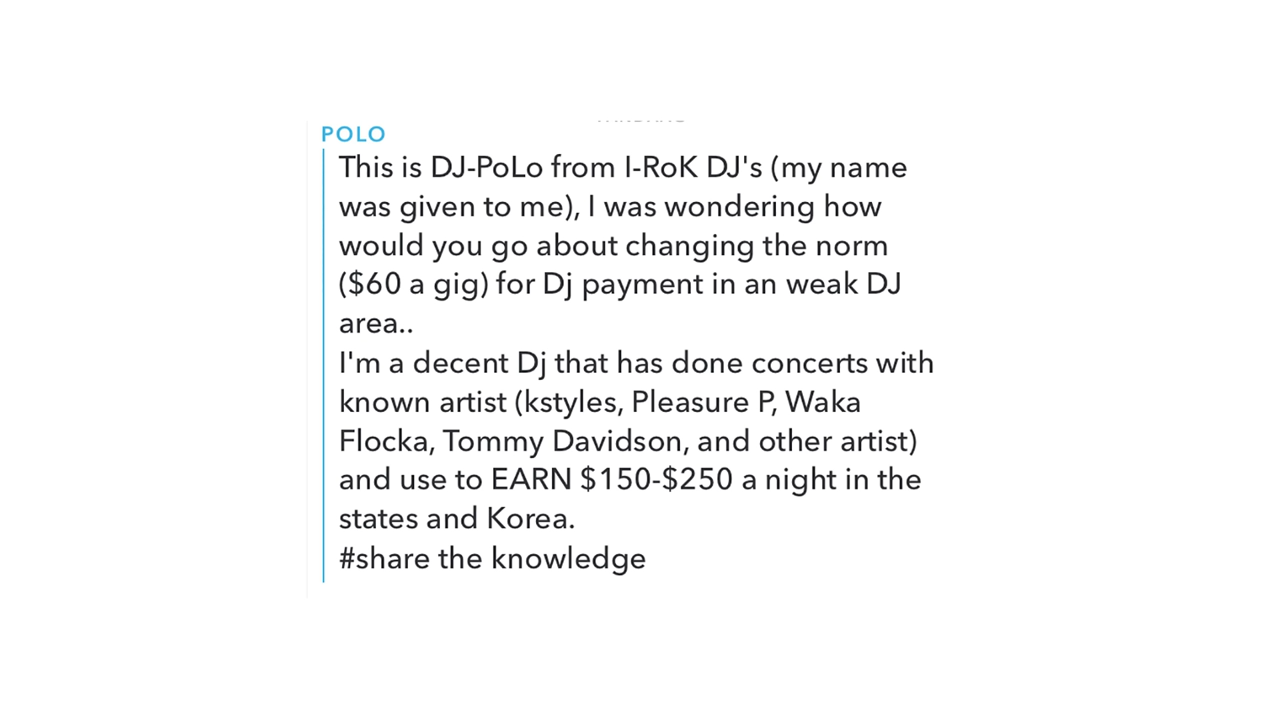 POLO
This is DJ-PoLo from I-RoK DJ's (my name
was given to me), I was wondering how
would you go about changing the norm
($60 a gig) for Dj payment in an weak DJ
area..
I'm a decent Dj that has done concerts with
known artist (kstyles, Pleasure P, Waka
Flocka, Tommy Davidson, and other artist)
and use to EARN $150-$250 a night in the
states and Korea.
#share the knowledge